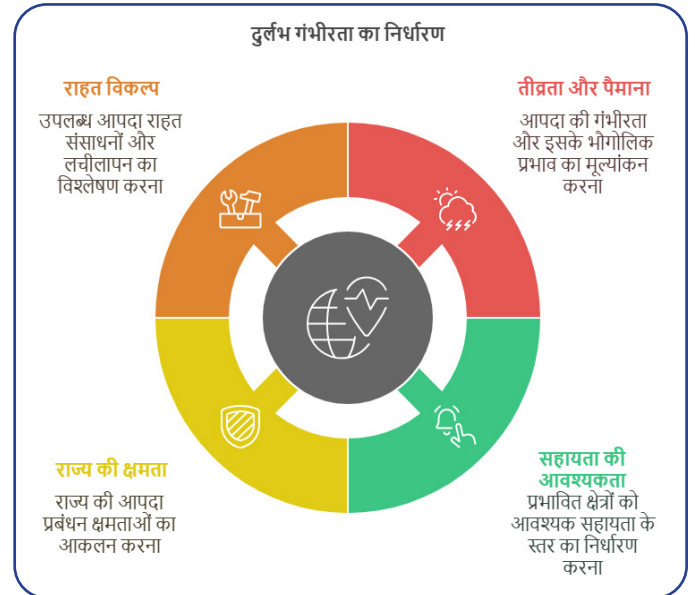 दुर्लभ गंभीरता का निर्धारण
राहत विकल्प
उपलब्ध आपदा राहत
संसाधनों और
लचीलापन का
विश्लेषण करना
तीव्रता और पैमाना
आपदा की गंभीरता
और इसके भौगोलिक
प्रभाव का मूल्यांकन
करना
राज्य की क्षमता
राज्य की आपदा
प्रबंधन क्षमताओं का
आकलन करना
सहायता की
आवश्यकता
प्रभावित क्षेत्रों को
आवश्यक सहायता के
स्तर का निर्धारण
करना